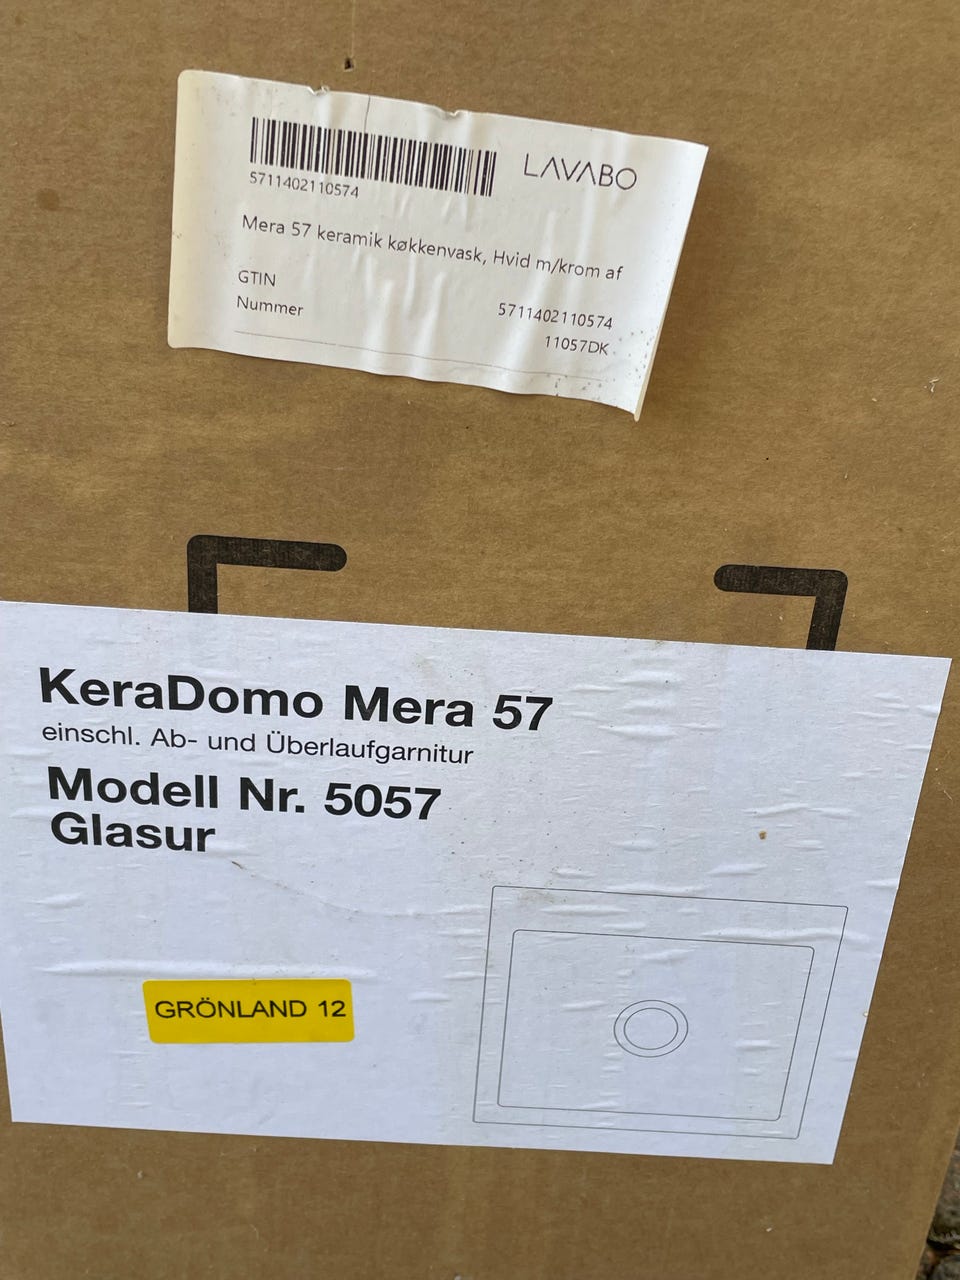 LAVABO
5711402110574
Mera 57 keramik køkkenvask, Hvid m/krom af
GTIN 5711402110574
Nummer 11057DK
KeraDomo Mera 57
einschl. Ab- und Überlaufgarnitur
Modell Nr. 5057
Glasur
GRÖNLAND 12